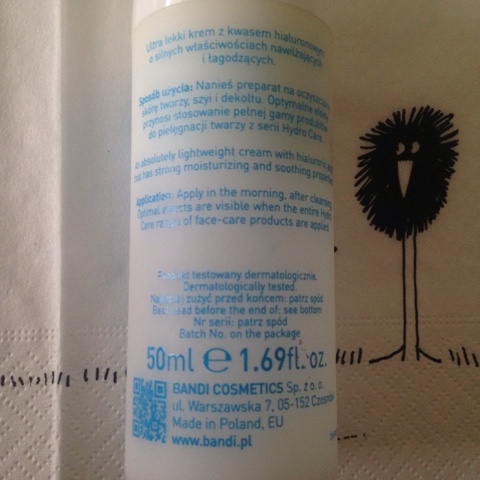 Ultra lekki krem z kwasem hialuronowym
o silnych właściwościach nawilżających
i łagodzących.
Sposób użycia: Nanieś preparat na oczyszczoną
skórę twarzy, szyi i dekoltu. Optymalne efekty
przynosi stosowanie pełnej gamy produktów
do pielęgnacji twarzy z serii Hydro Care.
An absolutely lightweight cream with hyaluronic
that has strong moisturizing and soothing
Application: Apply in the morning, after cleansing
Optimal effects are visible when the entire Hydro
Care range of face-care products are applied.
Produkt testowany dermatologicznie.
Dermatologically tested.
Najlepiej zużyć przed końcem: patrz spód
Best used before the end of: see bottom
Nr serii: patrz spód
Batch No. on the package
50ml e 1.69fl. oz.
BANDI COSMETICS Sp. z o. o.
ul. Warszawska 7, 05-152 Czosnów
Made in Poland, EU
www.bandi.pl